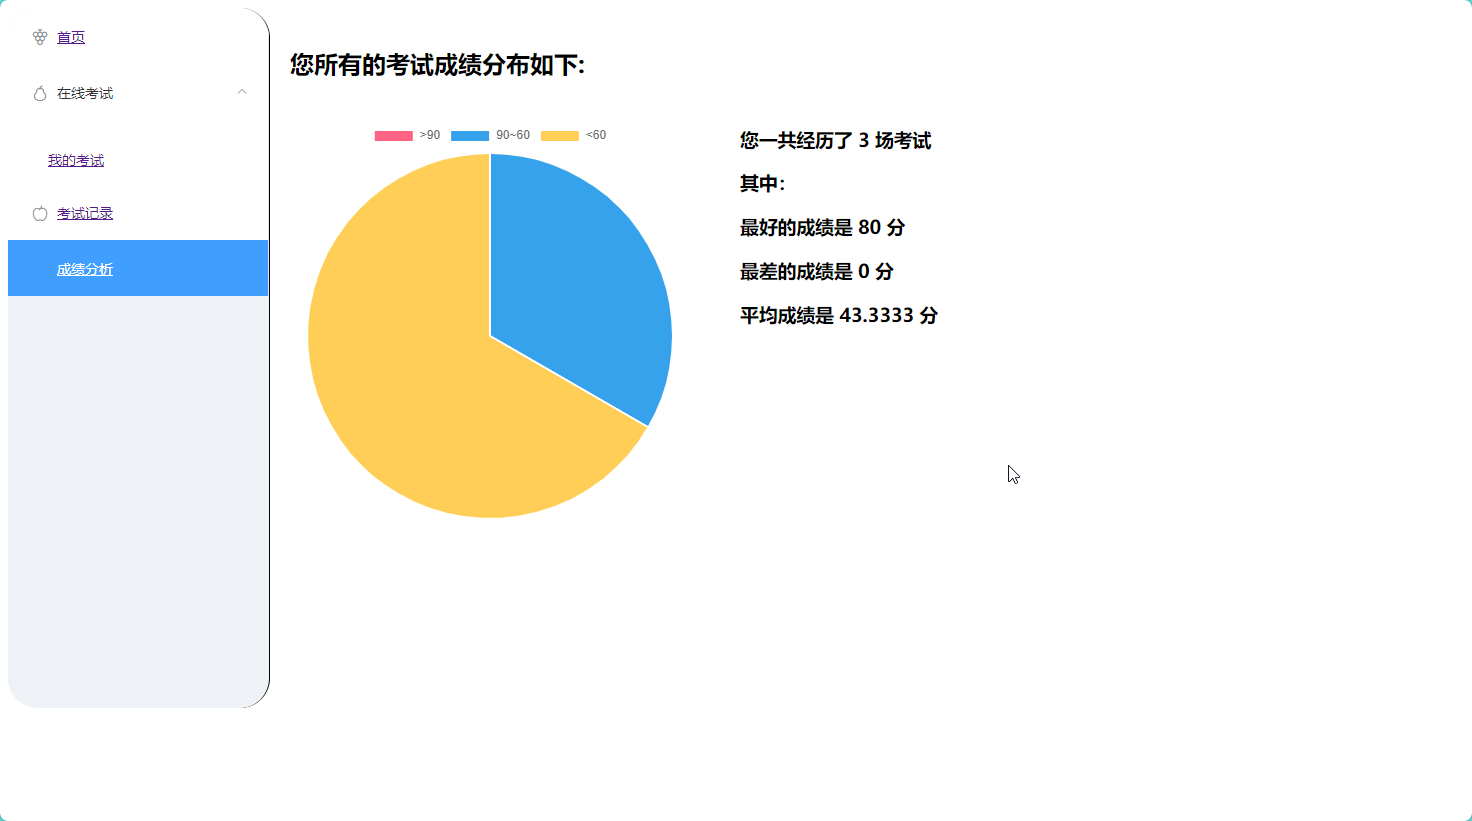 首页
在线考试
我的考试
考试记录
成绩分析
您所有的考试成绩分布如下:
>90 90~60 <60
您一共经历了 3 场考试
其中：
最好的成绩是 80 分
最差的成绩是 0 分
平均成绩是 43.3333 分